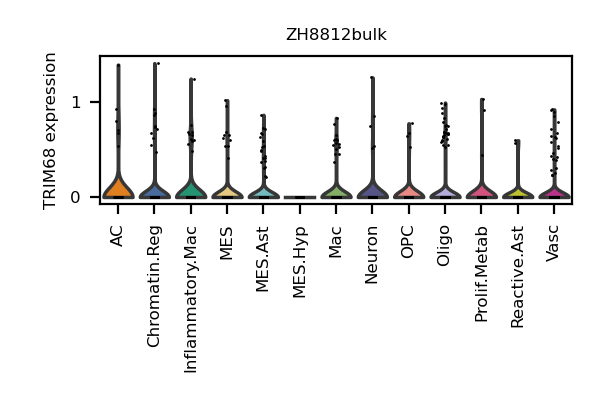 ZH8812bulk
TRIM68 expression
1
0
AC
Chromatin.Reg
Inflammatory.Mac
MES
MES.Ast
MES.Hyp
Mac
Neuron
OPC
Oligo
Prolif.Metab
Reactive.Ast
Vasc